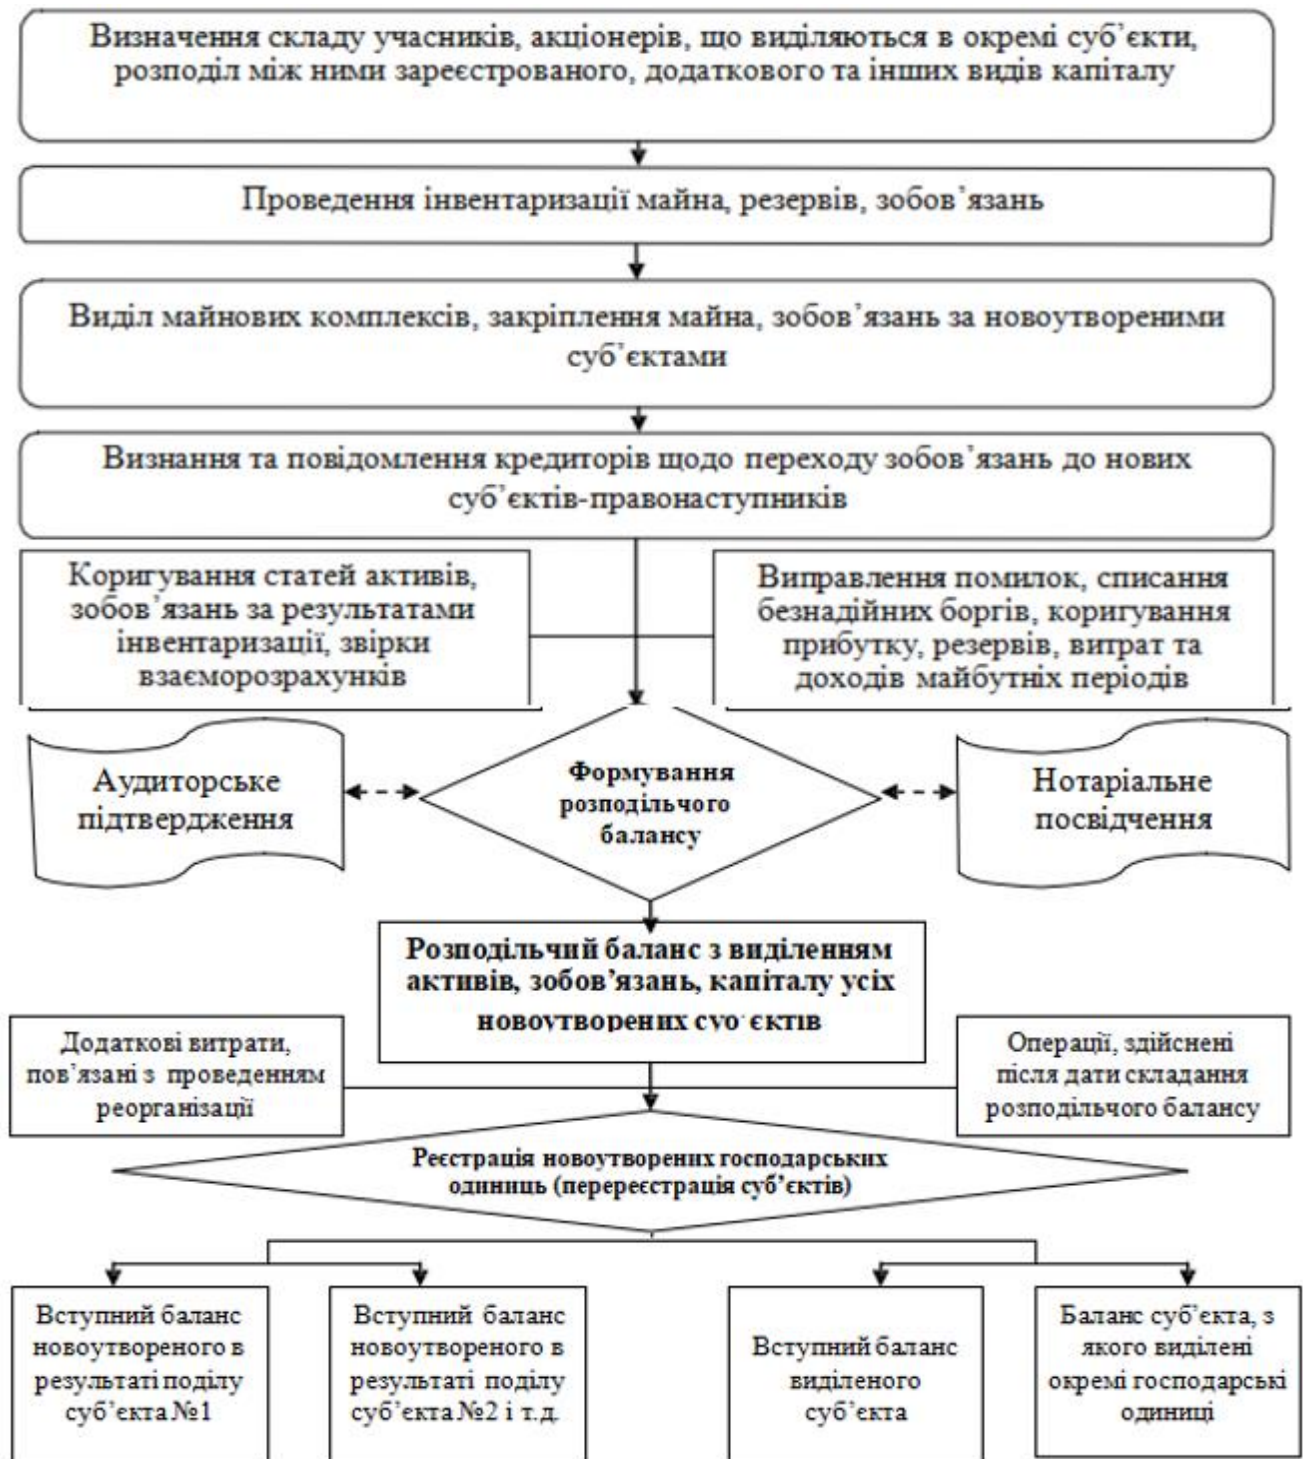 Визначення складу учасників, акціонерів, що виділяються в окремі суб’єкти,
розподіл між ними зареєстрованого, додаткового та інших видів капіталу
Проведення інвентаризації майна, резервів, зобов’язань
Виділ майнових комплексів, закріплення майна, зобов’язань за новоутвореними
суб’єктами
Визнання та повідомлення кредиторів щодо переходу зобов’язань до нових
суб’єктів-правонаступників
Коригування статей активів,
зобов’язань за результатами
інвентаризації, звірки
взаєморозрахунків
Виправлення помилок, списання
безнадійних боргів, коригування
прибутку, резервів, витрат та
доходів майбутніх періодів
Аудиторське
підтвердження
Формування
розподільчого
балансу
Нотаріальне
посвідчення
Розподільчий баланс з виділенням
активів, зобов’язань, капіталу усіх
новоутворених суб’єктів
Додаткові витрати,
пов’язані з проведенням
реорганізації
Операції, здійснені
після дати складання
розподільчого балансу
Реєстрація новоутворених господарських
одиниць (перереєстрація суб’єктів)
Вступний баланс
новоутвореного в
результаті поділу
суб’єкта №1
Вступний баланс
новоутвореного в
результаті поділу
суб’єкта №2 і т.д.
Вступний баланс
виділеного
суб’єкта
Баланс суб’єкта, з
якого виділені
окремі господарські
одиниці